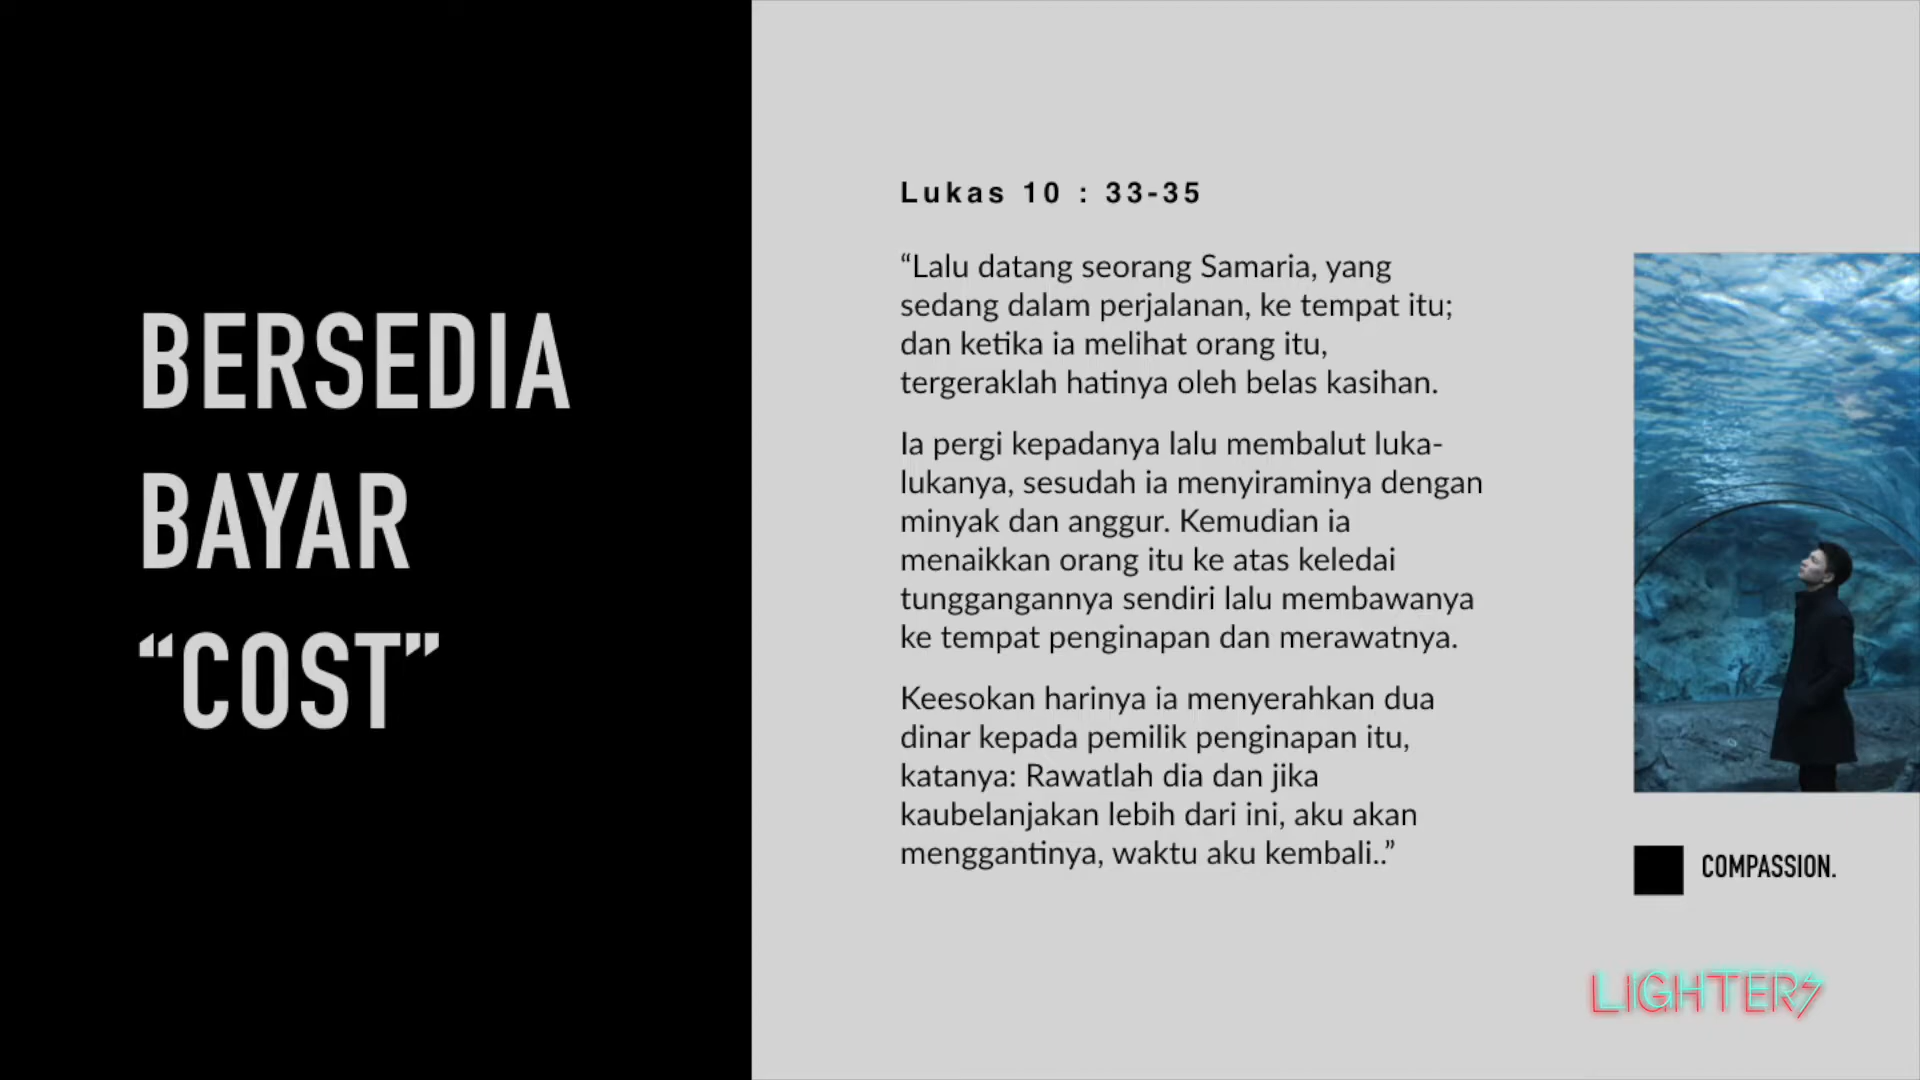 BERSEDIA
BAYAR
“COST”
Lukas 10 : 33-35
“Lalu datang seorang Samaria, yang
sedang dalam perjalanan, ke tempat itu;
dan ketika ia melihat orang itu,
tergeraklah hatinya oleh belas kasihan.
Ia pergi kepadanya lalu membalut luka-
lukanya, sesudah ia menyiraminya dengan
minyak dan anggur. Kemudian ia
menaikkan orang itu ke atas keledai
tunggangannya sendiri lalu membawanya
ke tempat penginapan dan merawatnya.
Keesokan harinya ia menyerahkan dua
dinar kepada pemilik penginapan itu,
katanya: Rawatlah dia dan jika
kaubelanjakan lebih dari ini, aku akan
menggantinya, waktu aku kembali..”
COMPASSION.
LIGHTERS